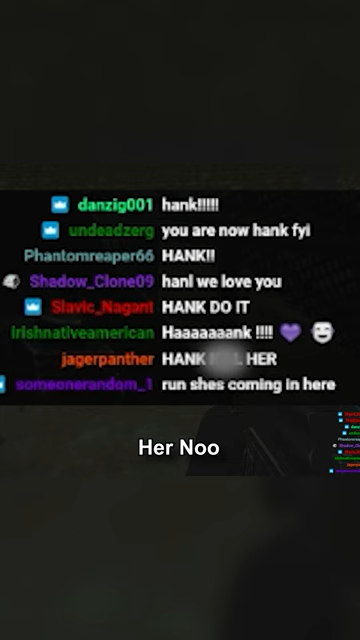 danzig001 hank!!!!!
undeadzerg you are now hank fyi
Phantomreaper66 HANK!!
Shadow_Clone09 hanl we love you
Slavic_Nagant HANK DO IT
Irishnativeamerican Haaaaaaank !!!!
jagerpanther HANK HER
someonerandom_1 run shes coming in here
Her Noo